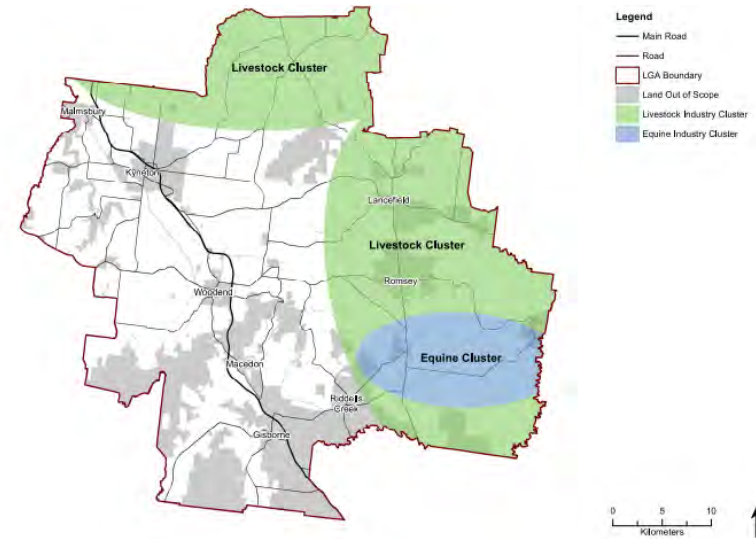 Livestock Cluster
Malmsbury
Kyneton
Lancefield
Livestock Cluster
Romsey
Woodend
Equine Cluster
Macedon
Riddells
Creek
Gisborne
Legend
Main Road
Road
LGA Boundary
Land Out of Scope
Livestock Industry Cluster
Equine Industry Cluster
0 5 10
Kilometers